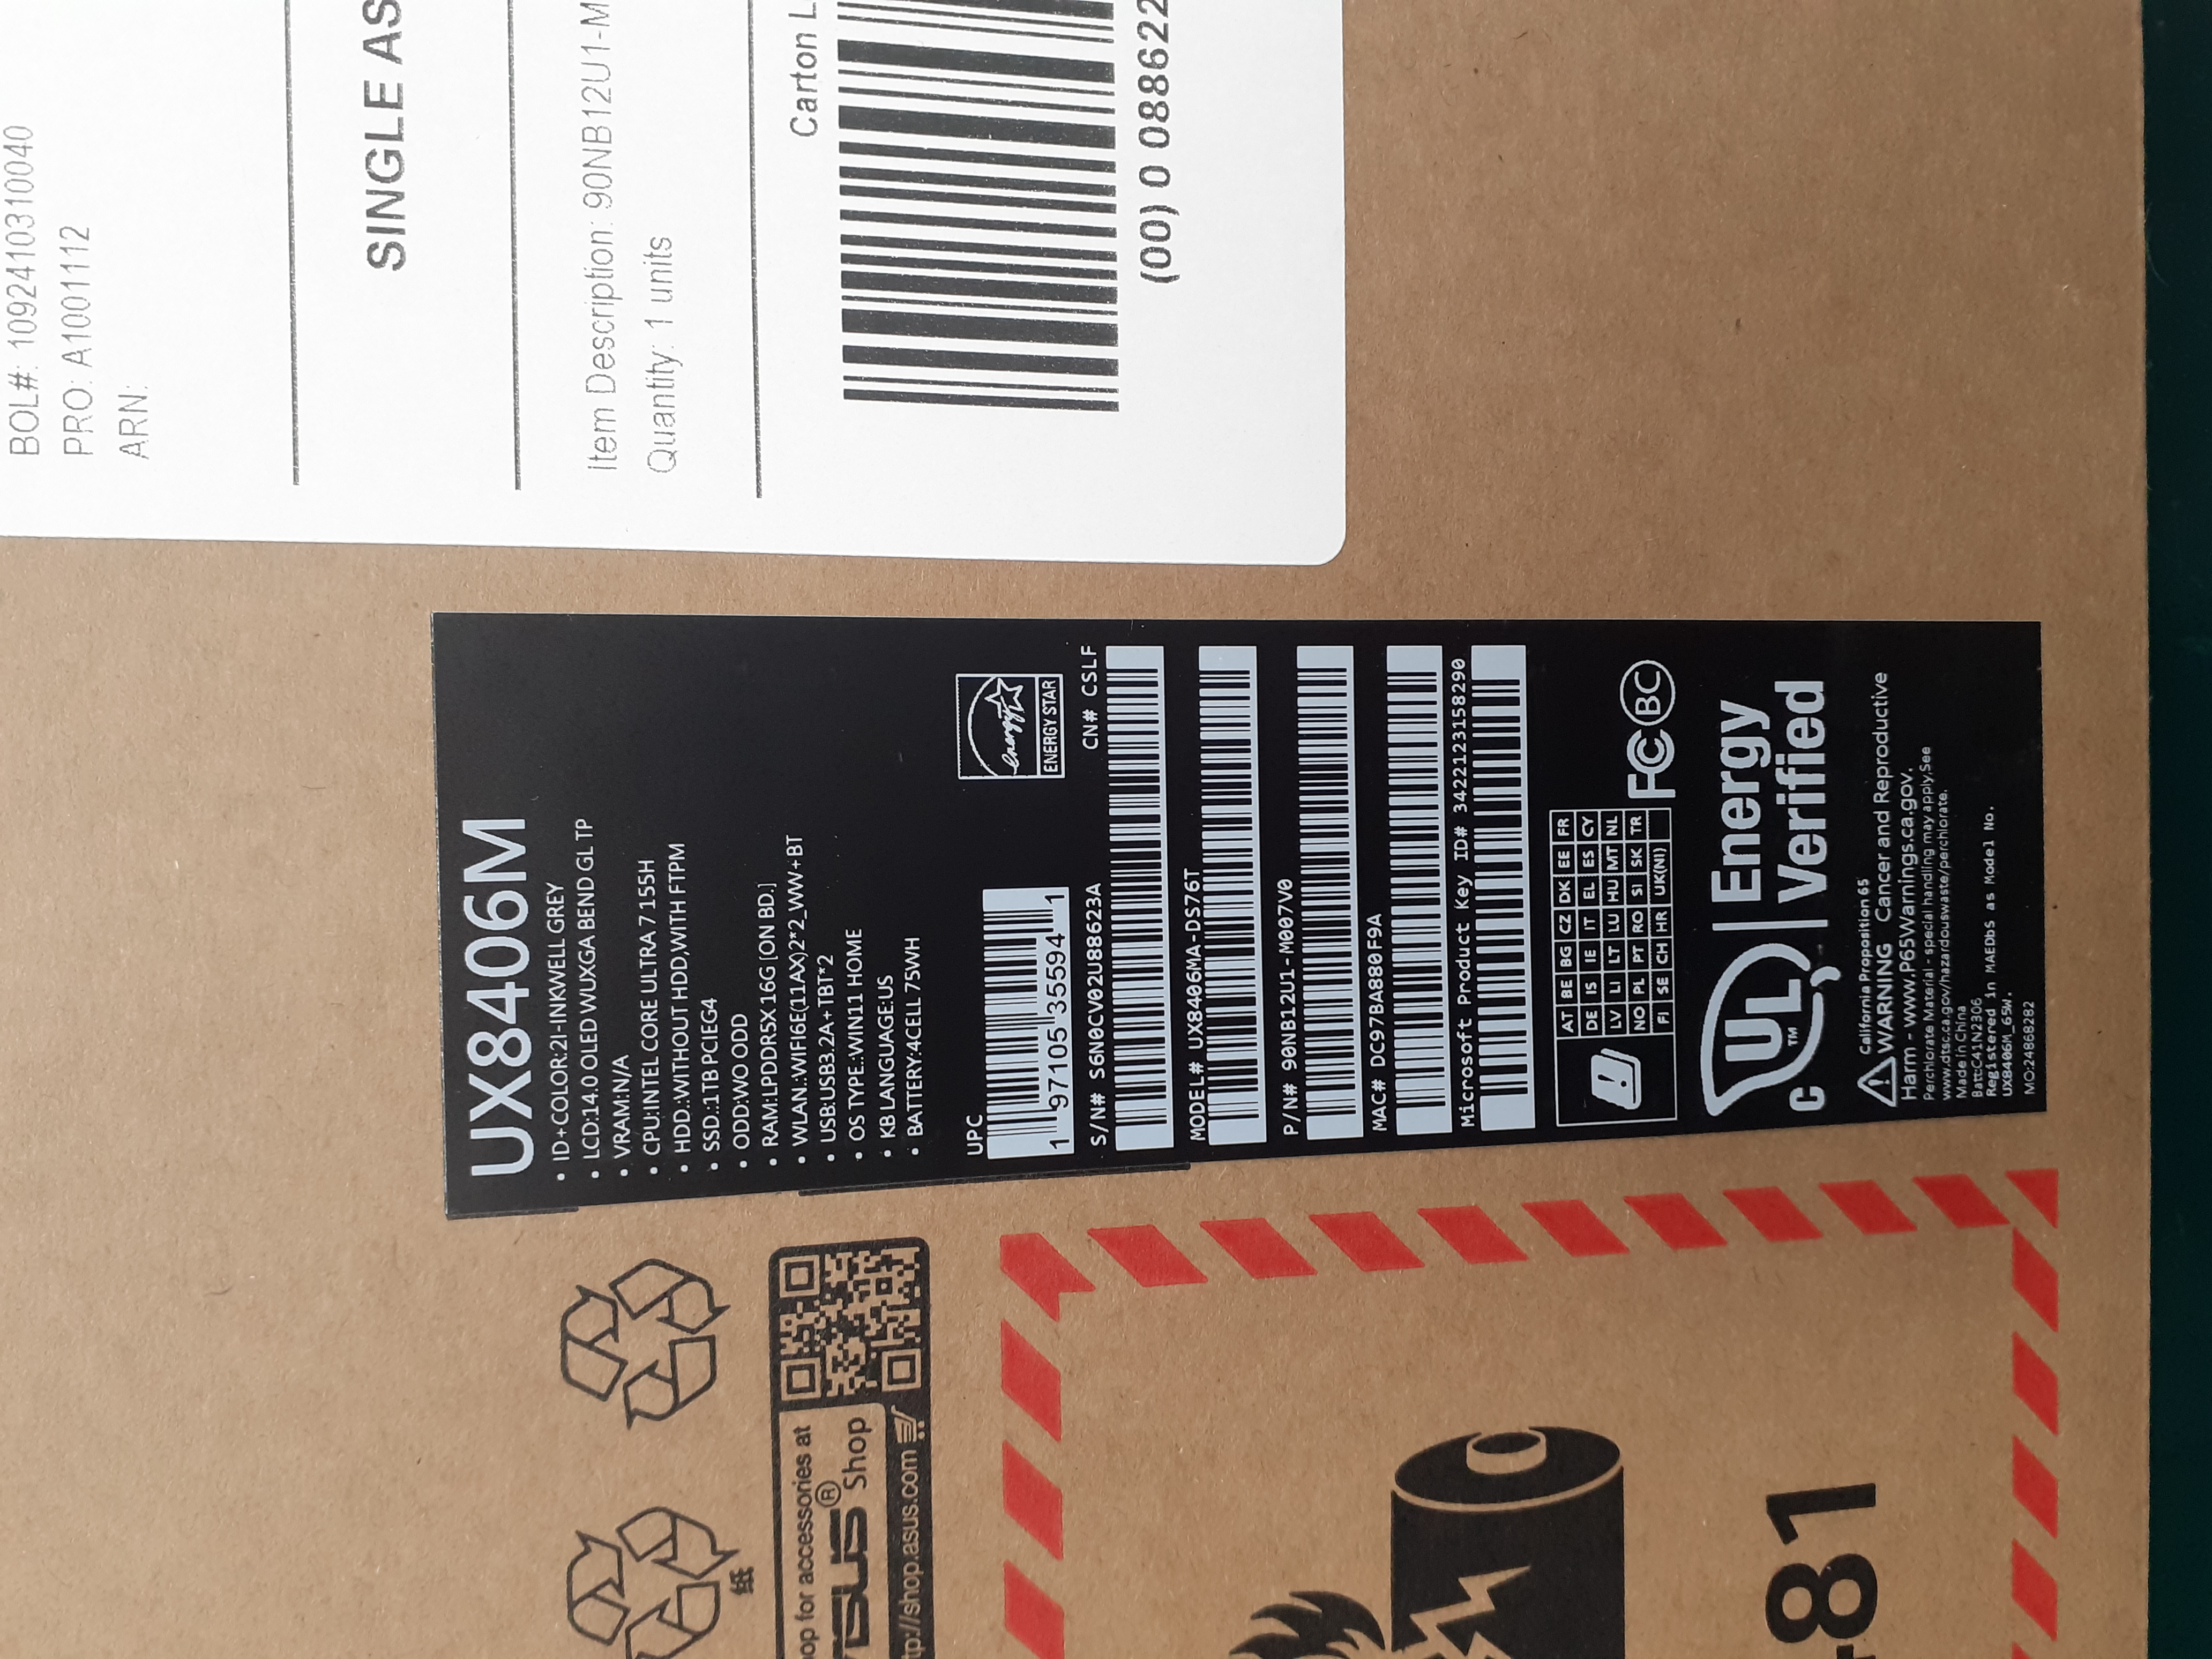 BOL#: 1092410310040
PRO: A1001112
ARN:
SINGLE AS
Item Description: 90NB12U1-M
Quantity: 1 units
Carton L
(00) 0 088622
UX8406M
• ID+COLOR:2I-INKWELL GREY
• LCD:14.0 OLED WUXGA BEND GL TP
• VRAM:N/A
• CPU:INTEL CORE ULTRA 7 155H
• HDD.:WITHOUT HDD,WITH FTPM
• SSD.:1TB PCIEG4
• ODD:WO ODD
• RAM:LPDDR5X 16G [ON BD.]
• WLAN.:WIFI6E(11AX)2*2_WW+BT
• USB:USB3.2A+ TBT*2
• OS TYPE.:WIN11 HOME
• KB LANGUAGE:US
• BATTERY:4CELL 75WH
UPC
1 97105 35594 1
energy
ENERGY STAR
S/N# S6N0CV02U88623A CN# CSLF
MODEL# UX8406MA-DS76T
P/N# 90NB12U1-M007V0
MAC# DC97BA880F9A
Microsoft Product Key ID# 3422123158290
AT BE BG CZ DK EE FR
DE IS IE IT EL ES CY
LV LI LT LU HU MT NL
NO PL PT RO SI SK TR
FI SE CH HR UK(NI)
FC BC
C UL ™ Energy Verified
California Proposition 65
WARNING Cancer and Reproductive
Harm - www.P65Warnings.ca.gov.
Perchlorate Material - special handling may apply,See
www.dtsc.ca.gov/hazardouswaste/perchlorate.
Made in China
Batt:C41N2306
Registered in MAEDbS as Model No.
UX8406M_65W.
MO:24868282
纸
op for accessories at
ASUS® Shop
tp://shop.asus.com
481